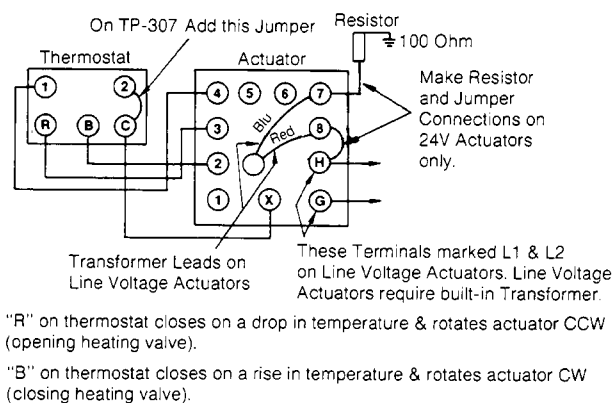 On TP-307 Add this Jumper
Resistor
100 Ohm
Thermostat
Actuator
1
2
R
B
C
4
5
6
7
3
8
2
H
1
X
G
Blu
Red
Make Resistor
and Jumper
Connections on
24V Actuators
only.
Transformer Leads on
Line Voltage Actuators
These Terminals marked L1 & L2
on Line Voltage Actuators. Line Voltage
Actuators require built-in Transformer.
"R" on thermostat closes on a drop in temperature & rotates actuator CCW
(opening heating valve).
"B" on thermostat closes on a rise in temperature & rotates actuator CW
(closing heating valve).